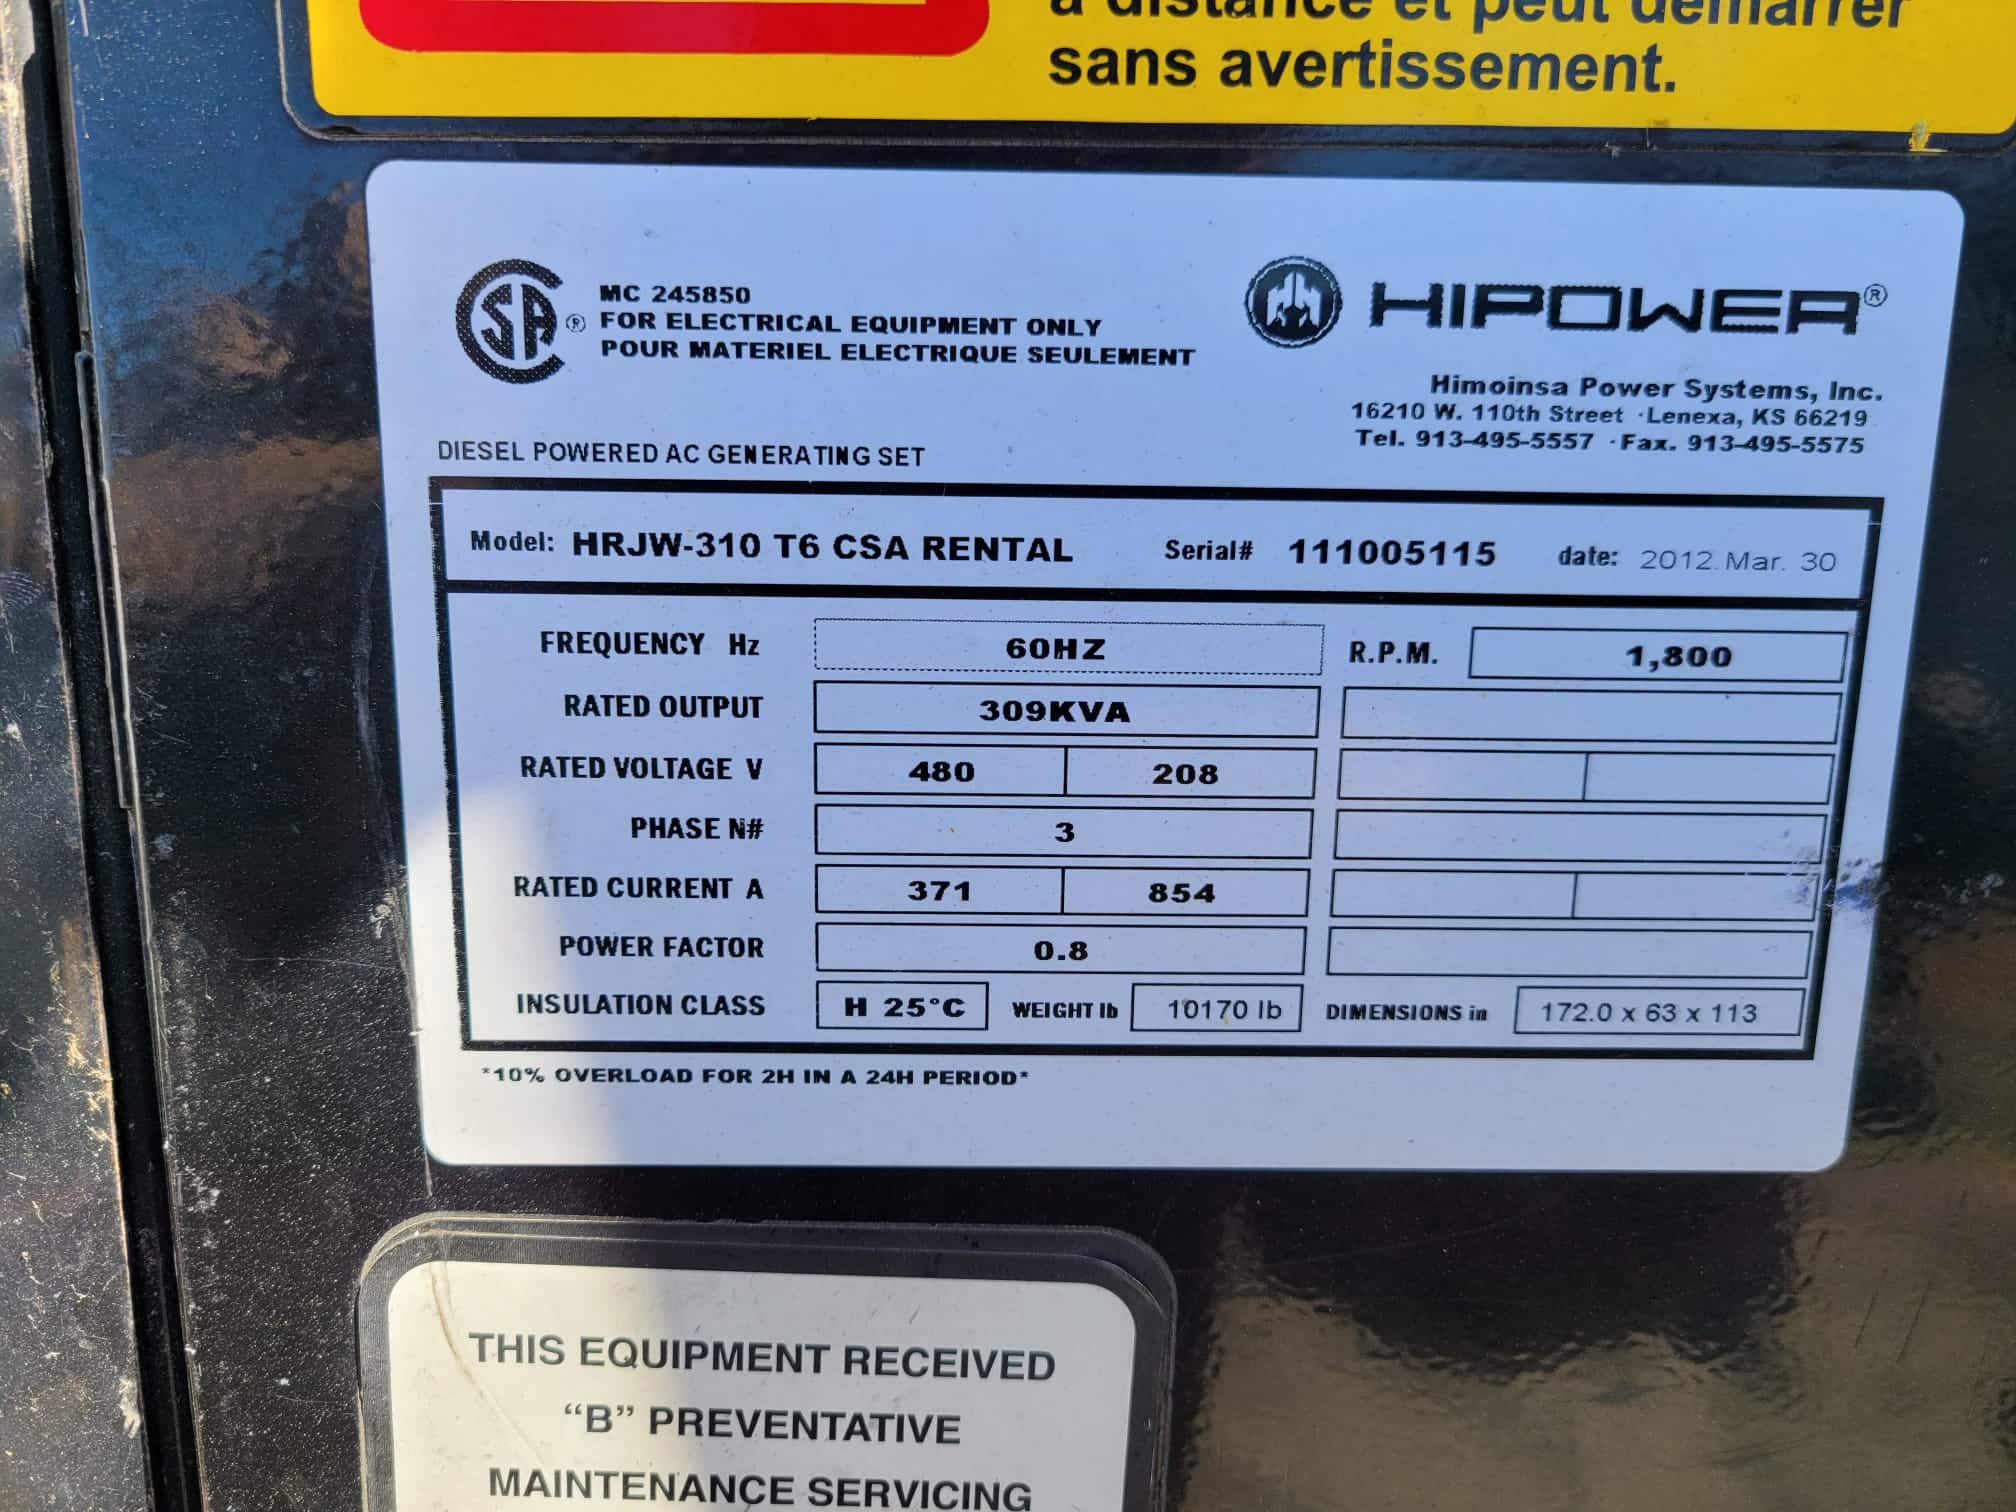 à distance et peut démarrer
sans avertissement.
CSA ®
MC 245850
FOR ELECTRICAL EQUIPMENT ONLY
POUR MATERIEL ELECTRIQUE SEULEMENT
HIPOWER®
Himoinsa Power Systems, Inc.
16210 W. 110th Street ·Lenexa, KS 66219
Tel. 913-495-5557 ·Fax. 913-495-5575
DIESEL POWERED AC GENERATING SET
Model: HRJW-310 T6 CSA RENTAL Serial# 111005115 date: 2012. Mar. 30
FREQUENCY Hz 60HZ R.P.M. 1,800
RATED OUTPUT 309KVA
RATED VOLTAGE V 480 208
PHASE N# 3
RATED CURRENT A 371 854
POWER FACTOR 0.8
INSULATION CLASS H 25°C WEIGHT lb 10170 lb DIMENSIONS in 172.0 x 63 x 113
*10% OVERLOAD FOR 2H IN A 24H PERIOD*
THIS EQUIPMENT RECEIVED
“B” PREVENTATIVE
MAINTENANCE SERVICING